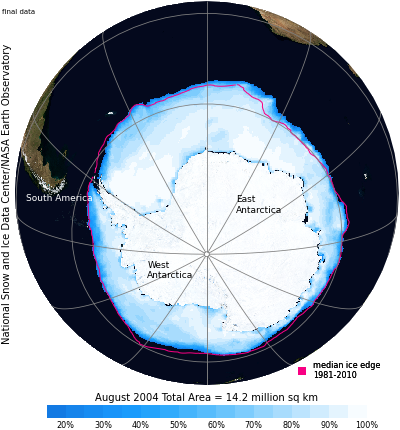 final data
National Snow and Ice Data Center/NASA Earth Observatory
South America
East
Antarctica
West
Antarctica
median ice edge
1981-2010
August 2004 Total Area = 14.2 million sq km
20% 30% 40% 50% 60% 70% 80% 90% 100%